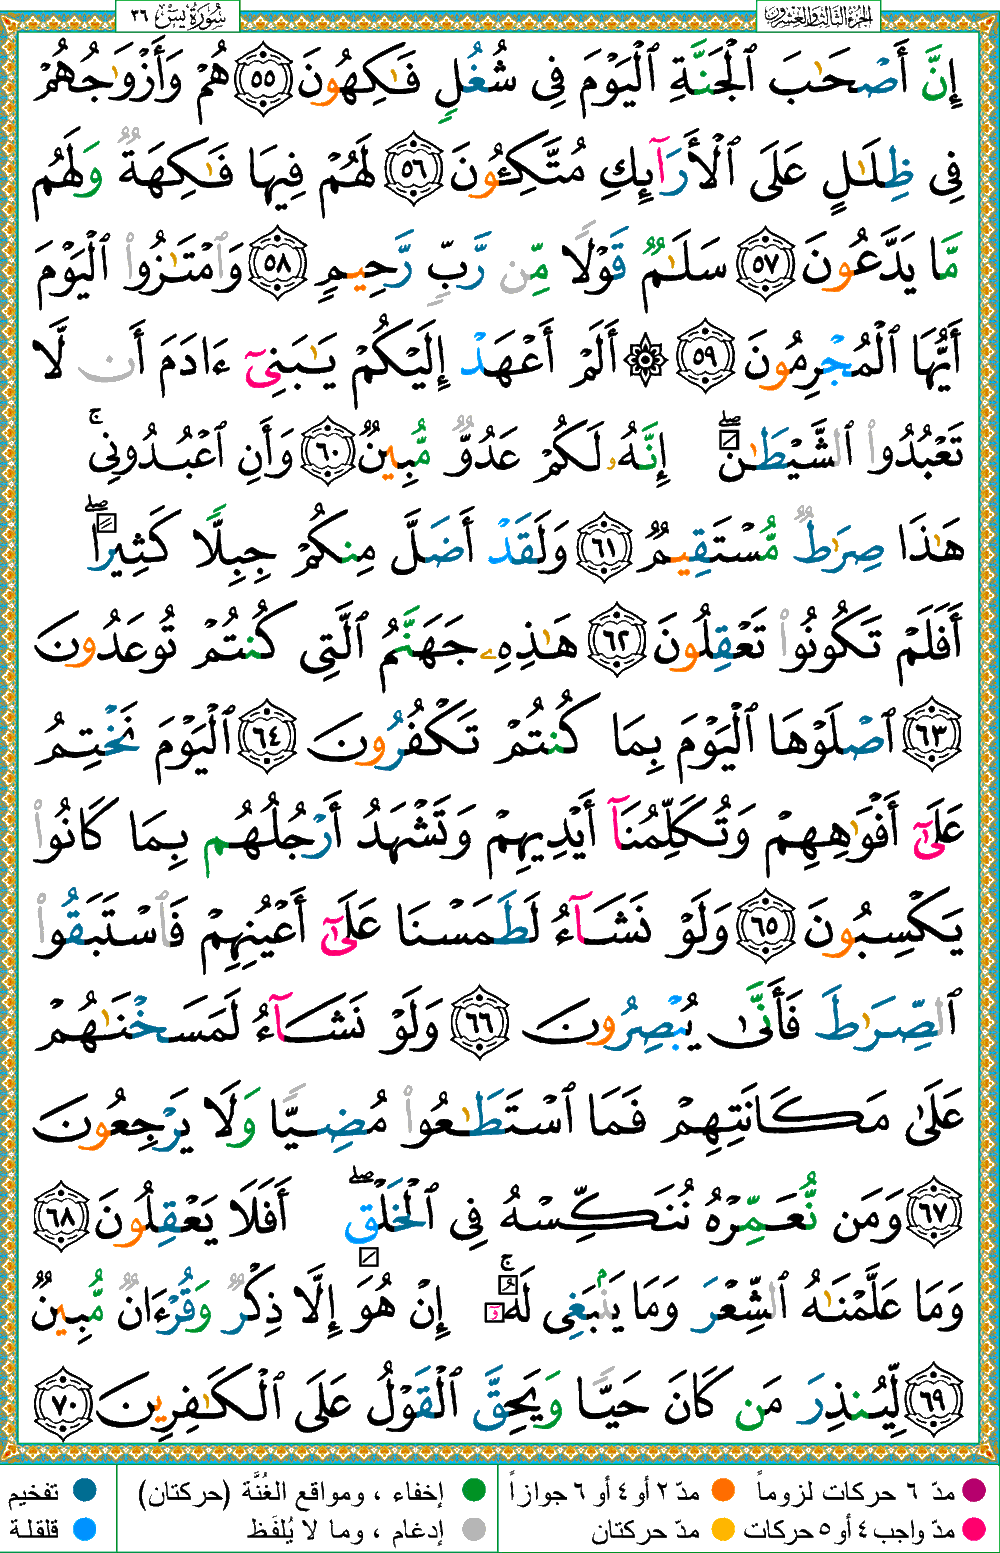 سُورَةُ يسٓ ٣٦
الجزء الثالث والعشرون
إِنَّ أَصْحَٰبَ ٱلْجَنَّةِ ٱلْيَوْمَ فِى شُغُلٍ فَٰكِهُونَ ٥٥ هُمْ وَأَزْوَٰجُهُمْ
فِى ظِلَٰلٍ عَلَى ٱلْأَرَآئِكِ مُتَّكِـُٔونَ ٥٦ لَهُمْ فِيهَا فَٰكِهَةٌ وَلَهُم
مَّا يَدَّعُونَ ٥٧ سَلَٰمٌ قَوْلًا مِّن رَّبٍّ رَّحِيمٍ ٥٨ وَٱمْتَٰزُوا۟ ٱلْيَوْمَ
أَيُّهَا ٱلْمُجْرِمُونَ ٥٩ ۞ أَلَمْ أَعْهَدْ إِلَيْكُمْ يَٰبَنِىٓ ءَادَمَ أَن لَّا
تَعْبُدُوا۟ ٱلشَّيْطَٰنَ ۖ إِنَّهُۥ لَكُمْ عَدُوٌّ مُّبِينٌ ٦٠ وَأَنِ ٱعْبُدُونِى ۚ
هَٰذَا صِرَٰطٌ مُّسْتَقِيمٌ ٦١ وَلَقَدْ أَضَلَّ مِنكُمْ جِبِلًّا كَثِيرًا ۖ
أَفَلَمْ تَكُونُوا۟ تَعْقِلُونَ ٦٢ هَٰذِهِۦ جَهَنَّمُ ٱلَّتِى كُنتُمْ تُوعَدُونَ
٦٣ ٱصْلَوْهَا ٱلْيَوْمَ بِمَا كُنتُمْ تَكْفُرُونَ ٦٤ ٱلْيَوْمَ نَخْتِمُ
عَلَىٰٓ أَفْوَٰهِهِمْ وَتُكَلِّمُنَآ أَيْدِيهِمْ وَتَشْهَدُ أَرْجُلُهُم بِمَا كَانُوا۟
يَكْسِبُونَ ٦٥ وَلَوْ نَشَآءُ لَطَمَسْنَا عَلَىٰٓ أَعْيُنِهِمْ فَٱسْتَبَقُوا۟
ٱلصِّرَٰطَ فَأَنَّىٰ يُبْصِرُونَ ٦٦ وَلَوْ نَشَآءُ لَمَسَخْنَٰهُمْ
عَلَىٰ مَكَانَتِهِمْ فَمَا ٱسْتَطَٰعُوا۟ مُضِيًّا وَلَا يَرْجِعُونَ
٦٧ وَمَن نُّعَمِّرْهُ نُنَكِّسْهُ فِى ٱلْخَلْقِ ۖ أَفَلَا يَعْقِلُونَ ٦٨
وَمَا عَلَّمْنَٰهُ ٱلشِّعْرَ وَمَا يَنۢبَغِى لَهُۥٓ ۚ إِنْ هُوَ إِلَّا ذِكْرٌ وَقُرْءَانٌ مُّبِينٌ
٦٩ لِّيُنذِرَ مَن كَانَ حَيًّا وَيَحِقَّ ٱلْقَوْلُ عَلَى ٱلْكَٰفِرِينَ ٧٠
مدّ ٦ حركات لزوماً مدّ ٢ أو ٤ أو ٦ جوازاً إخفاء ، ومواقع الغُنَّة (حركتان) تفخيم
مدّ واجب ٤ أو ٥ حركات مدّ حركتان إدغام ، وما لا يُلفَظ قلقلة